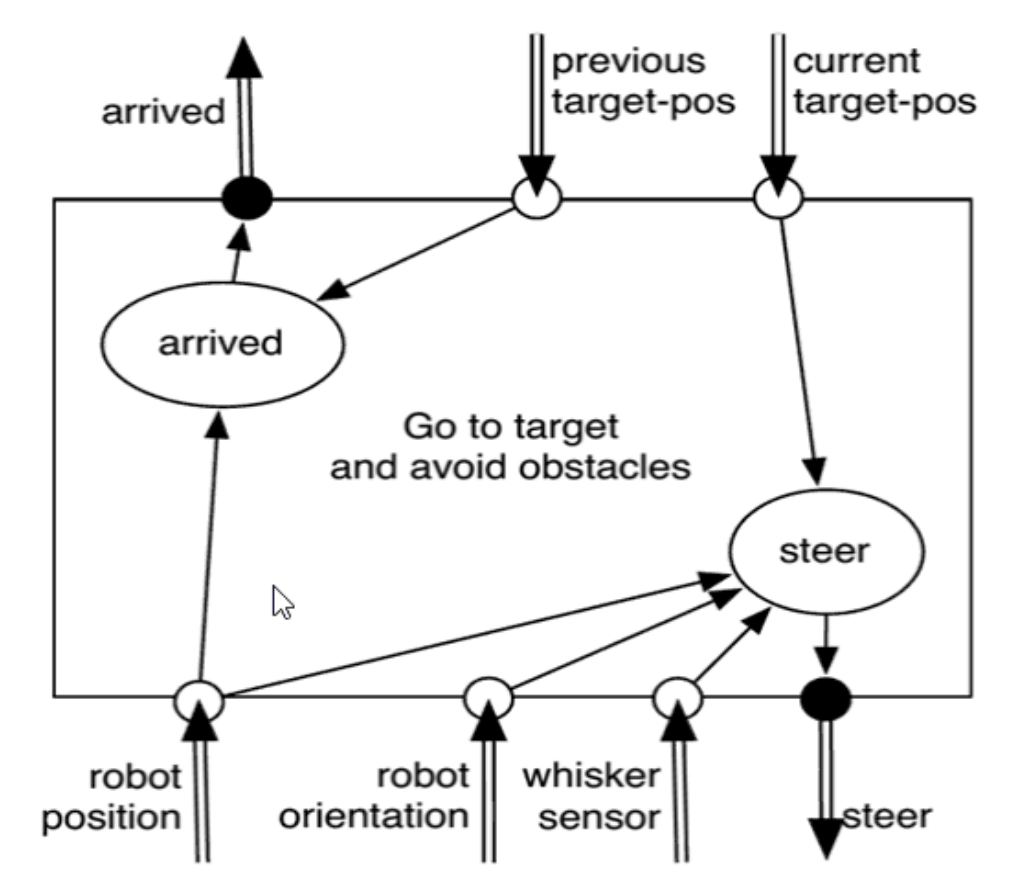 previous
target-pos
current
target-pos
arrived
arrived
Go to target
and avoid obstacles
steer
robot
position
robot
orientation
whisker
sensor
steer